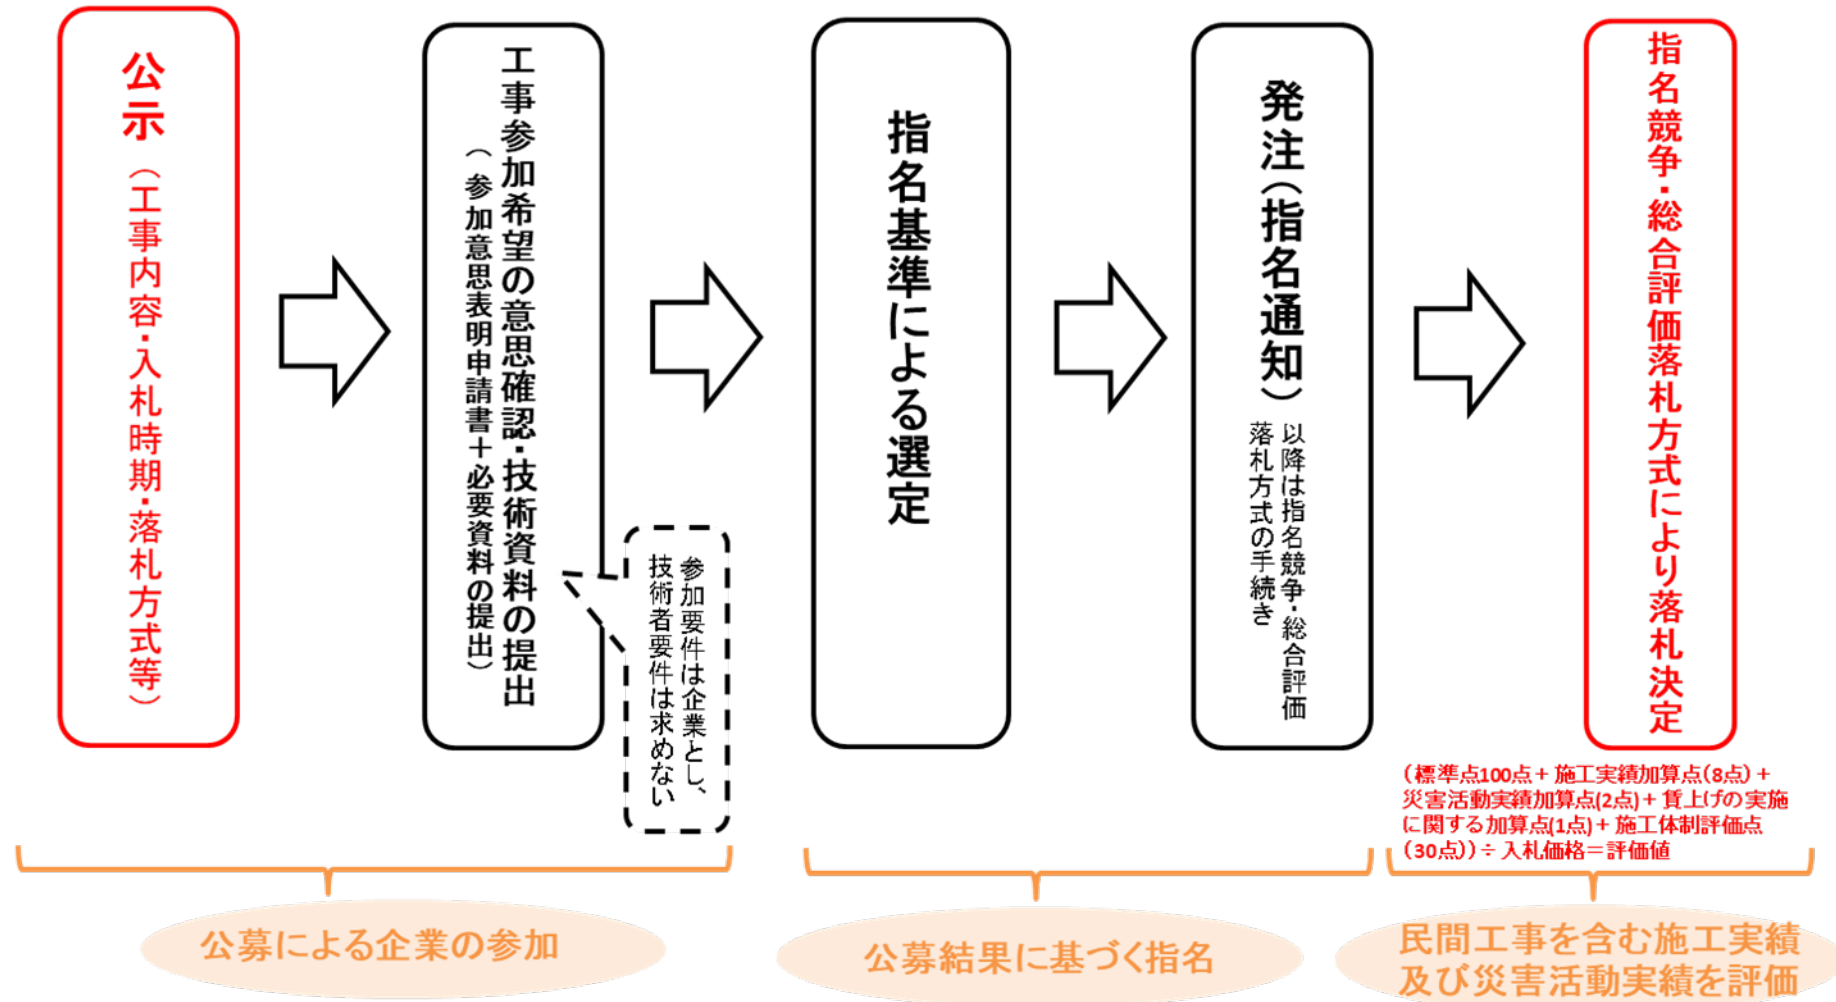 公示（工事内容・入札時期・落札方式等）
工事参加希望の意思確認・技術資料の提出
（参加意思表明申請書＋必要資料の提出）
参加要件は企業とし、
技術者要件は求めない
指名基準による選定
発注（指名通知）
以降は指名競争・総合評価
落札方式の手続き
指名競争・総合評価落札方式により落札決定
(標準点100点＋施工実績加算点(8点)＋
災害活動実績加算点(2点)＋賃上げの実施
に関する加算点(1点)＋施工体制評価点
(30点))÷入札価格＝評価値
公募による企業の参加
公募結果に基づく指名
民間工事を含む施工実績
及び災害活動実績を評価